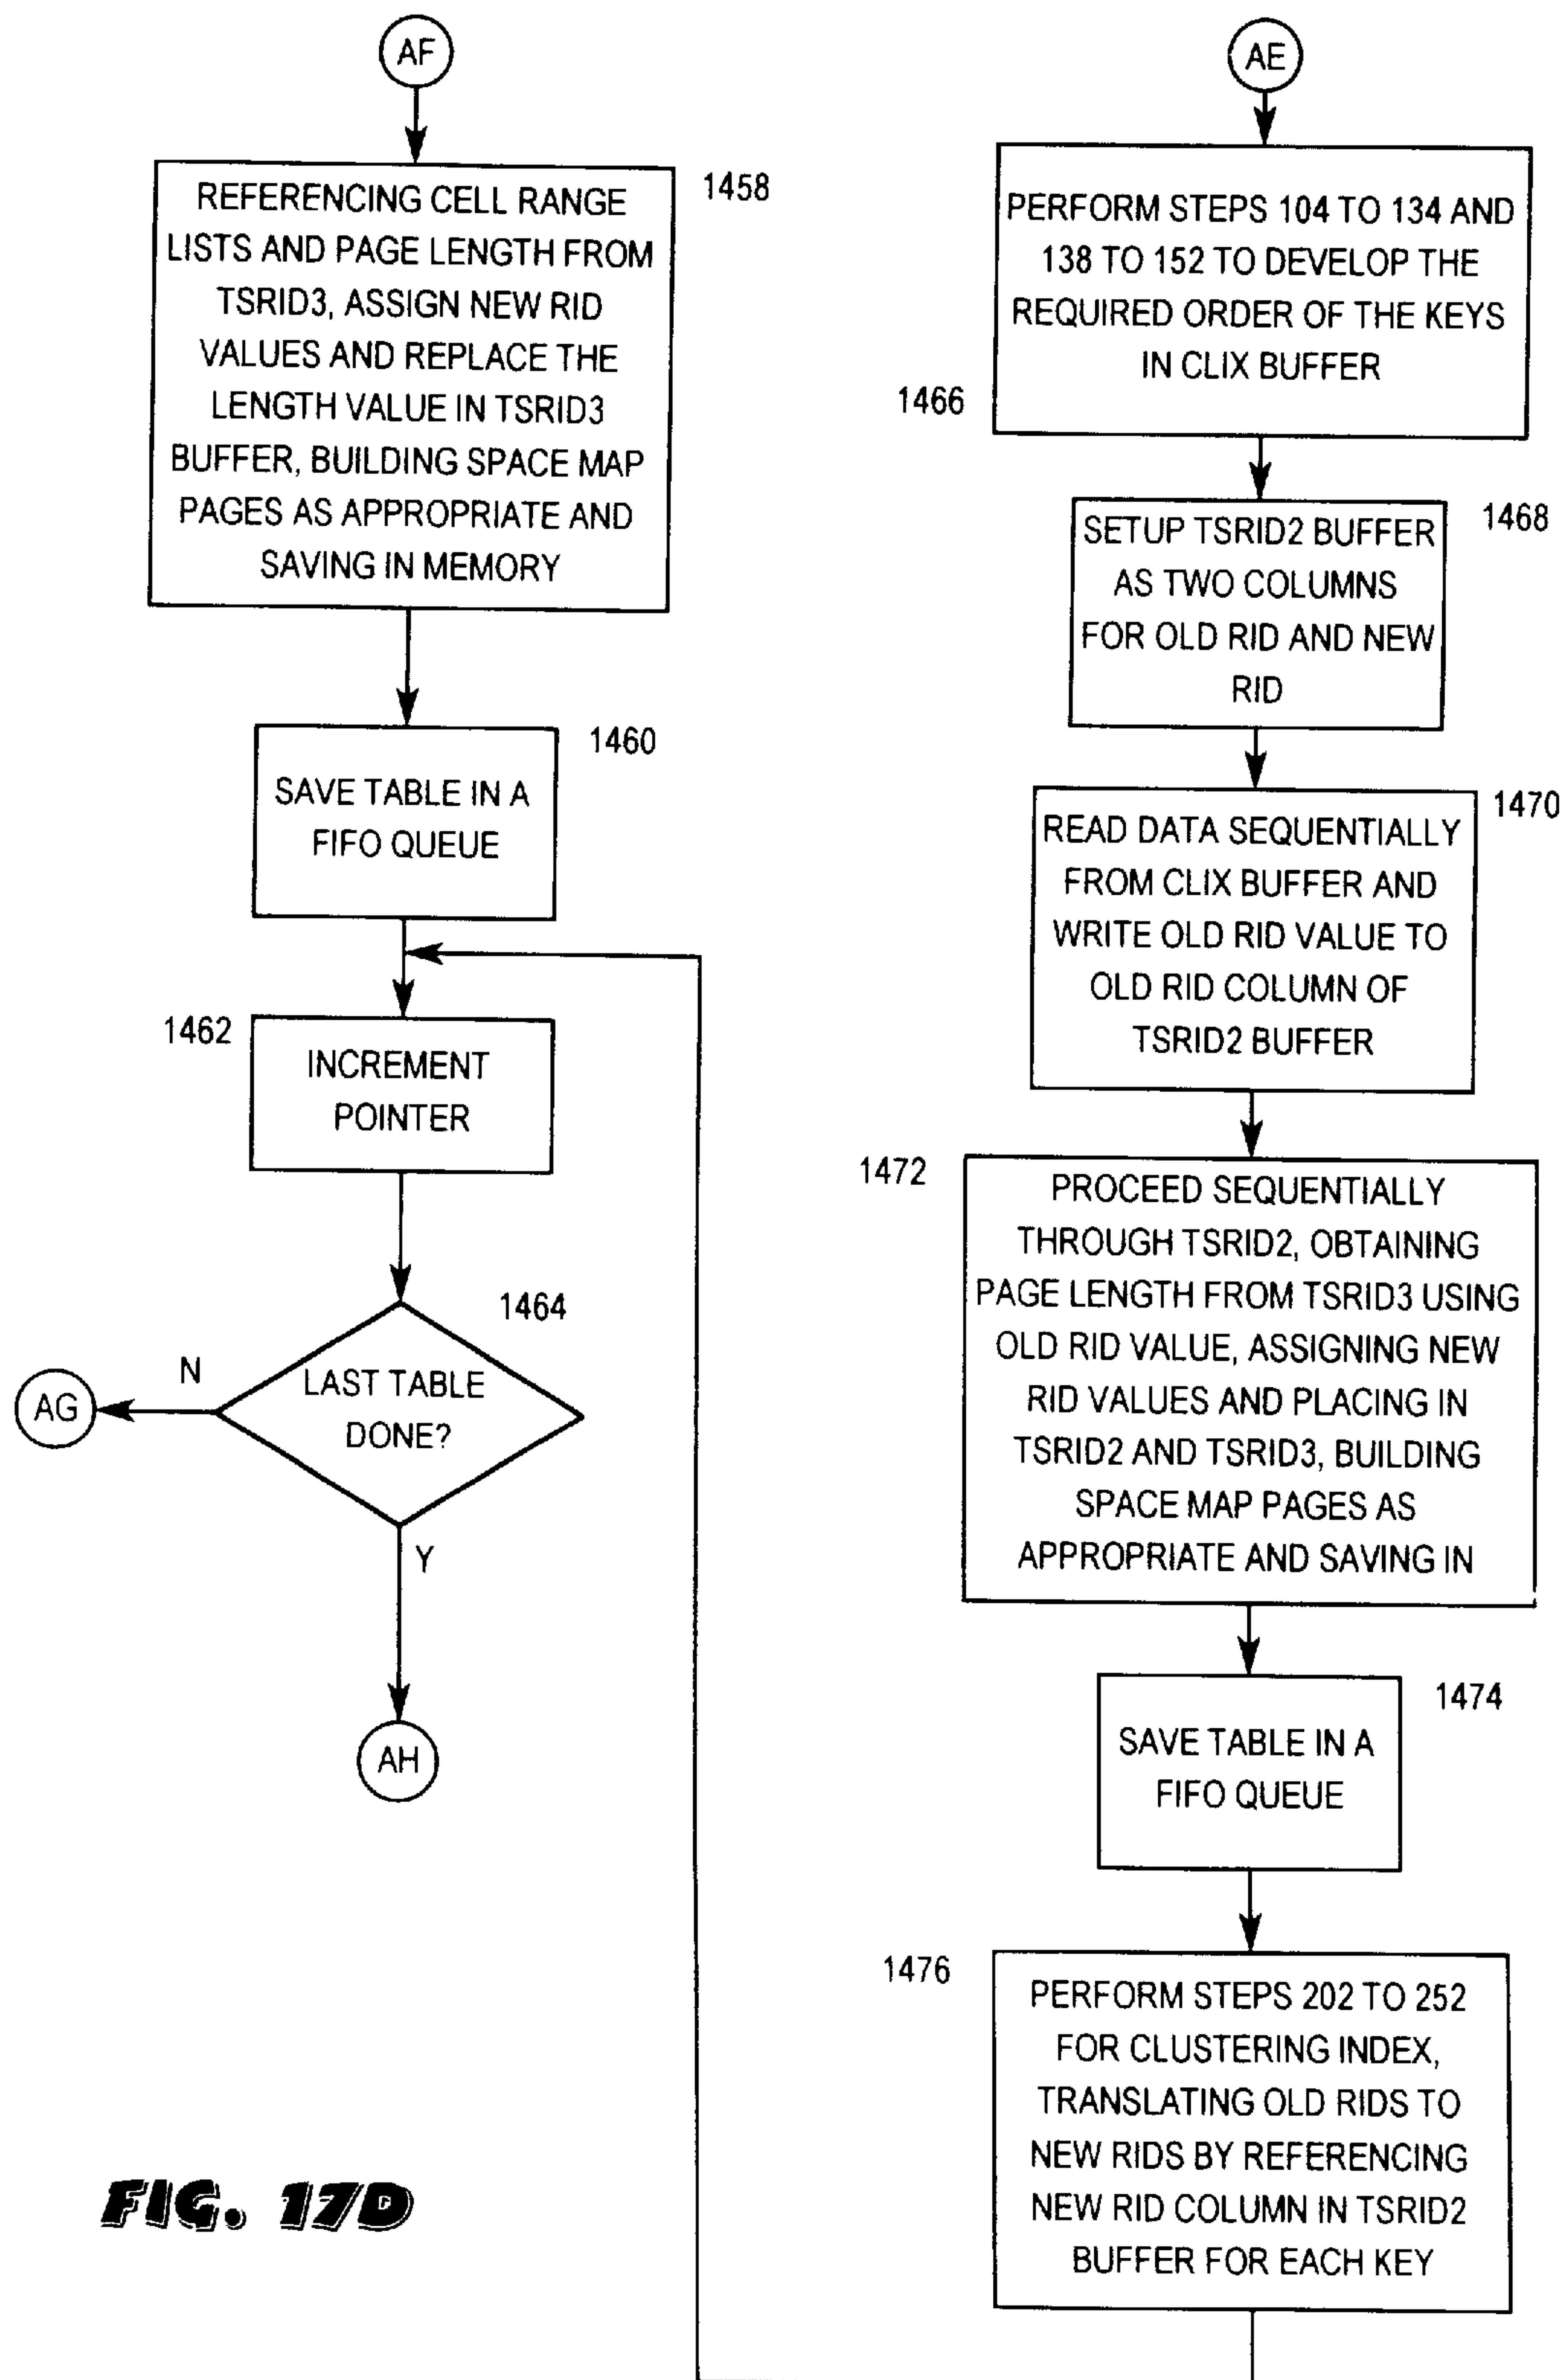 AF
REFERENCING CELL RANGE
LISTS AND PAGE LENGTH FROM
TSRID3, ASSIGN NEW RID
VALUES AND REPLACE THE
LENGTH VALUE IN TSRID3
BUFFER, BUILDING SPACE MAP
PAGES AS APPROPRIATE AND
SAVING IN MEMORY
1458
SAVE TABLE IN A
FIFO QUEUE
1460
1462
INCREMENT
POINTER
1464
LAST TABLE
DONE?
N
AG
Y
AH
AE
PERFORM STEPS 104 TO 134 AND
138 TO 152 TO DEVELOP THE
REQUIRED ORDER OF THE KEYS
IN CLIX BUFFER
1466
1468
SETUP TSRID2 BUFFER
AS TWO COLUMNS
FOR OLD RID AND NEW
RID
1470
READ DATA SEQUENTIALLY
FROM CLIX BUFFER AND
WRITE OLD RID VALUE TO
OLD RID COLUMN OF
TSRID2 BUFFER
1472
PROCEED SEQUENTIALLY
THROUGH TSRID2, OBTAINING
PAGE LENGTH FROM TSRID3 USING
OLD RID VALUE, ASSIGNING NEW
RID VALUES AND PLACING IN
TSRID2 AND TSRID3, BUILDING
SPACE MAP PAGES AS
APPROPRIATE AND SAVING IN
1474
SAVE TABLE IN A
FIFO QUEUE
1476
PERFORM STEPS 202 TO 252
FOR CLUSTERING INDEX,
TRANSLATING OLD RIDS TO
NEW RIDS BY REFERENCING
NEW RID COLUMN IN TSRID2
BUFFER FOR EACH KEY
FIG. 17D